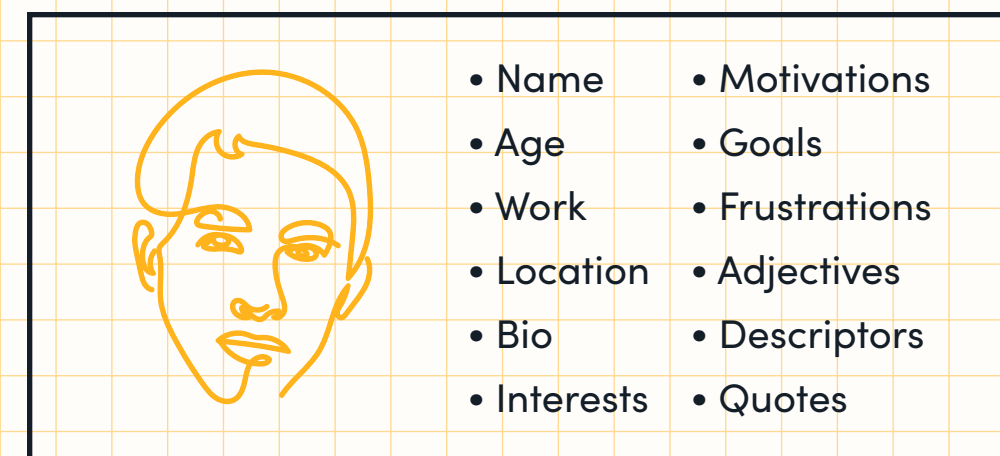 • Name
• Age
• Work
• Location
• Bio
• Interests
• Motivations
• Goals
• Frustrations
• Adjectives
• Descriptors
• Quotes